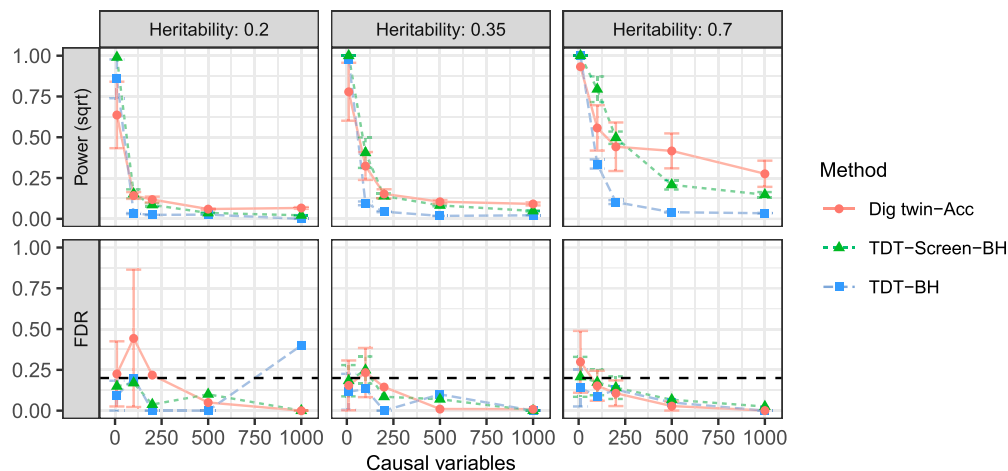 Heritability: 0.2
Heritability: 0.35
Heritability: 0.7
Power (sqrt)
1.00
0.75
0.50
0.25
0.00
FDR
1.00
0.75
0.50
0.25
0.00
0 250 500 750 1000
0 250 500 750 1000
0 250 500 750 1000
Causal variables
Method
Dig twin−Acc
TDT−Screen−BH
TDT−BH